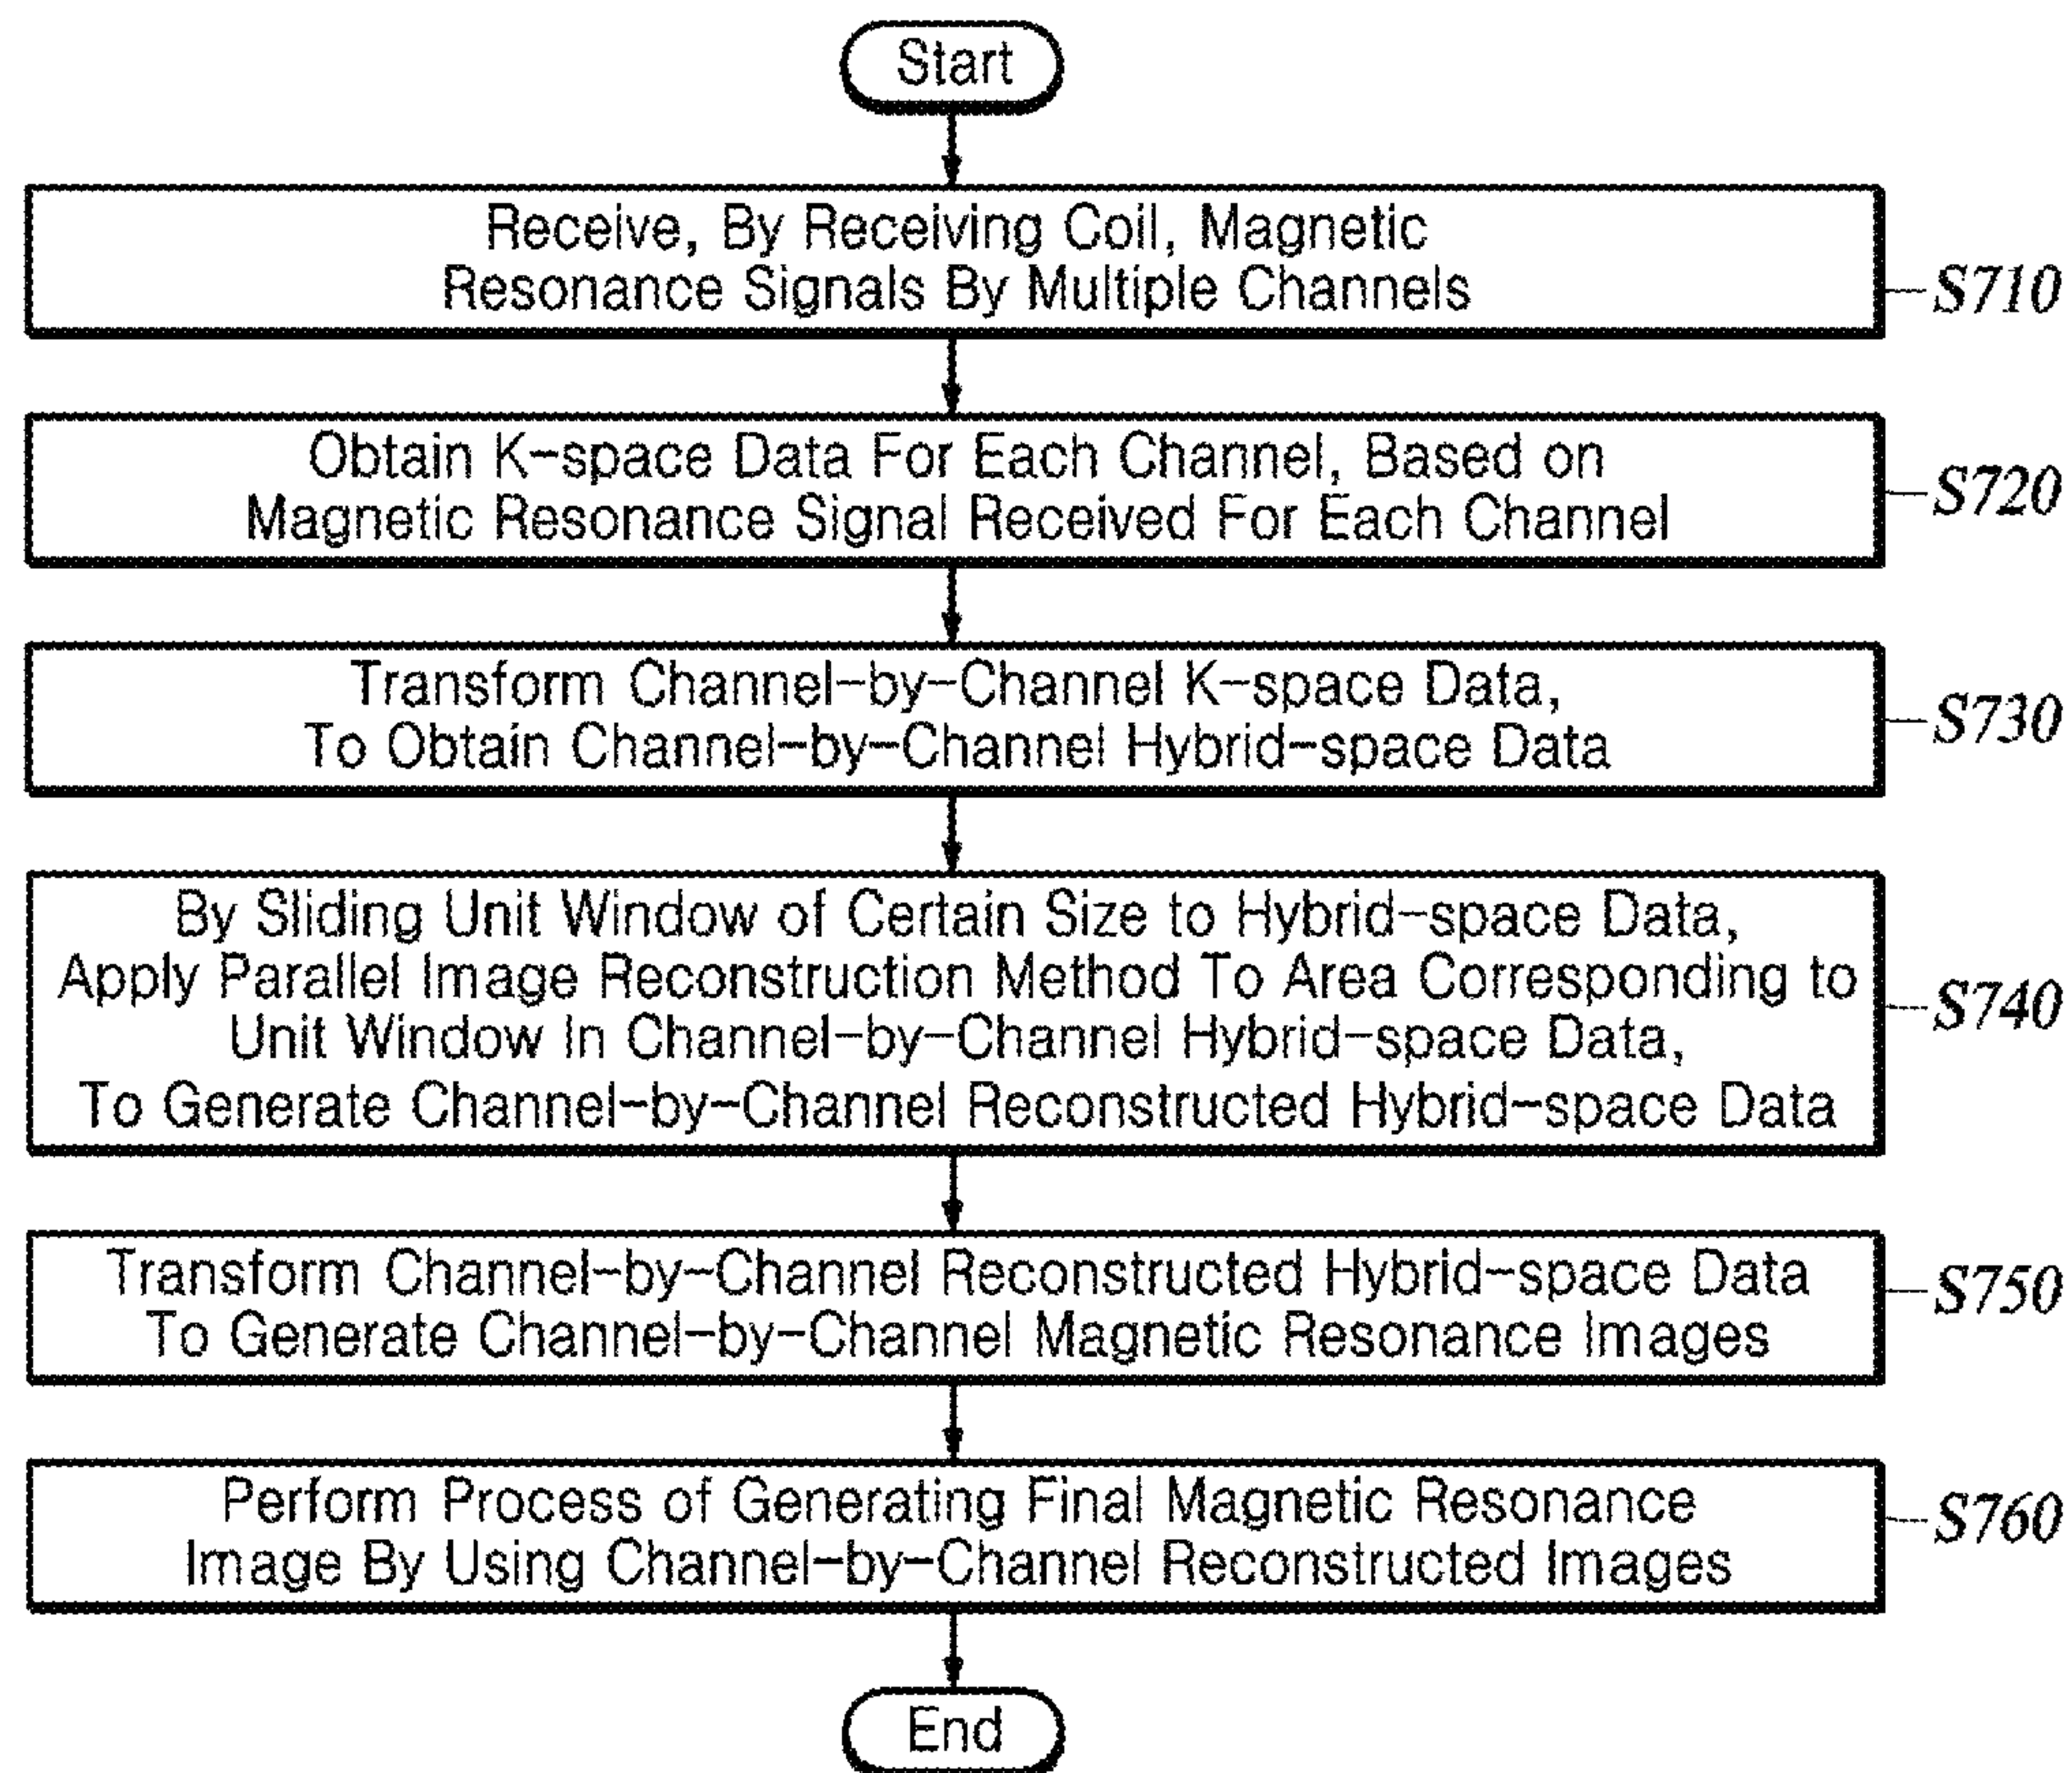 Start
Receive, By Receiving Coil, Magnetic
Resonance Signals By Multiple Channels
S710
Obtain K-space Data For Each Channel, Based on
Magnetic Resonance Signal Received For Each Channel
S720
Transform Channel-by-Channel K-space Data,
To Obtain Channel-by-Channel Hybrid-space Data
S730
By Sliding Unit Window of Certain Size to Hybrid-space Data,
Apply Parallel Image Reconstruction Method To Area Corresponding to
Unit Window In Channel-by-Channel Hybrid-space Data,
To Generate Channel-by-Channel Reconstructed Hybrid-space Data
S740
Transform Channel-by-Channel Reconstructed Hybrid-space Data
To Generate Channel-by-Channel Magnetic Resonance Images
S750
Perform Process of Generating Final Magnetic Resonance
Image By Using Channel-by-Channel Reconstructed Images
S760
End